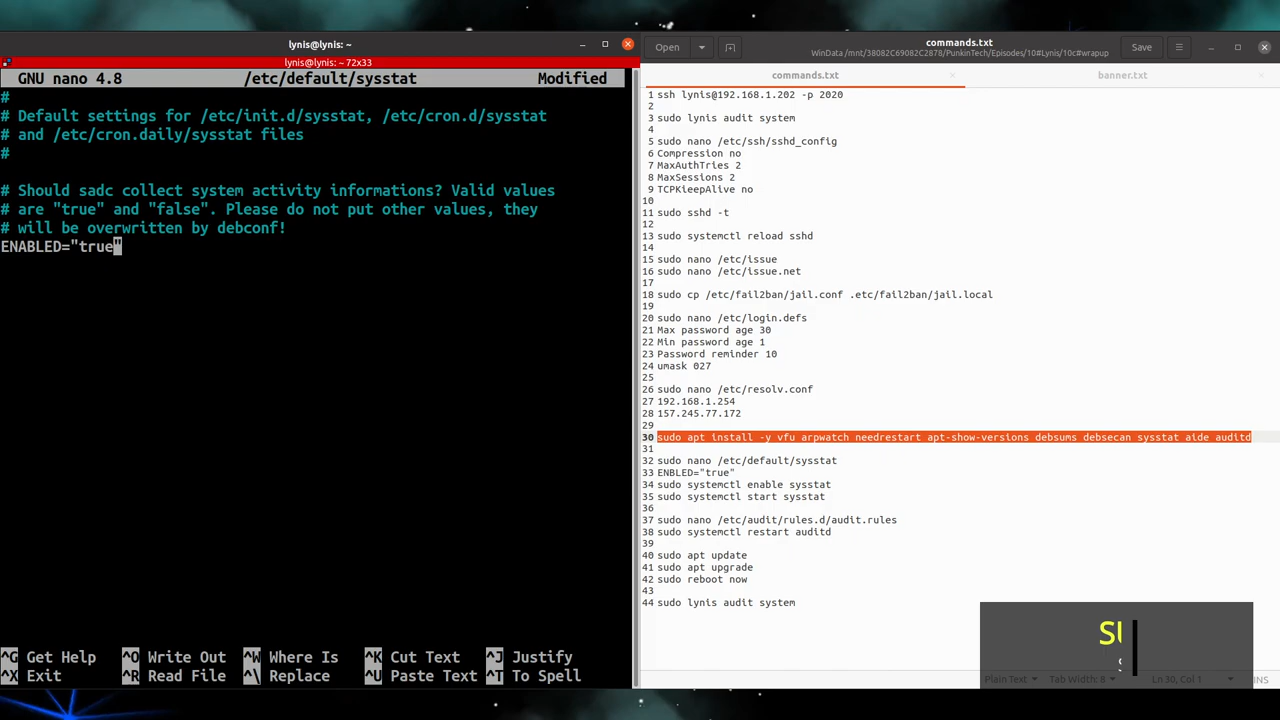 lynis@lynis: ~
lynis@lynis: ~ 72x33
GNU nano 4.8 /etc/default/sysstat Modified
#
# Default settings for /etc/init.d/sysstat, /etc/cron.d/sysstat
# and /etc/cron.daily/sysstat files
#
# Should sadc collect system activity informations? Valid values
# are "true" and "false". Please do not put other values, they
# will be overwritten by debconf!
ENABLED="true"
^G Get Help ^O Write Out ^W Where Is ^K Cut Text ^J Justify
^X Exit ^R Read File ^\ Replace ^U Paste Text ^T To Spell
Open commands.txt Save
WinData /mnt/38082C69082C2878/PunkinTech/Episodes/10#Lynis/10c#wrapup
commands.txt banner.txt
1 ssh lynis@192.168.1.202 -p 2020
2
3 sudo lynis audit system
4
5 sudo nano /etc/ssh/sshd_config
6 Compression no
7 MaxAuthTries 2
8 MaxSessions 2
9 TCPKieepAlive no
10
11 sudo sshd -t
12
13 sudo systemctl reload sshd
14
15 sudo nano /etc/issue
16 sudo nano /etc/issue.net
17
18 sudo cp /etc/fail2ban/jail.conf .etc/fail2ban/jail.local
19
20 sudo nano /etc/login.defs
21 Max password age 30
22 Min password age 1
23 Password reminder 10
24 umask 027
25
26 sudo nano /etc/resolv.conf
27 192.168.1.254
28 157.245.77.172
29
30 sudo apt install -y vfu arpwatch needrestart apt-show-versions debsums debsecan sysstat aide auditd
31
32 sudo nano /etc/default/sysstat
33 ENBLED="true"
34 sudo systemctl enable sysstat
35 sudo systemctl start sysstat
36
37 sudo nano /etc/audit/rules.d/audit.rules
38 sudo systemctl restart auditd
39
40 sudo apt update
41 sudo apt upgrade
42 sudo reboot now
43
44 sudo lynis audit system
Plain Text Tab Width: 8 Ln 30, Col 1 INS